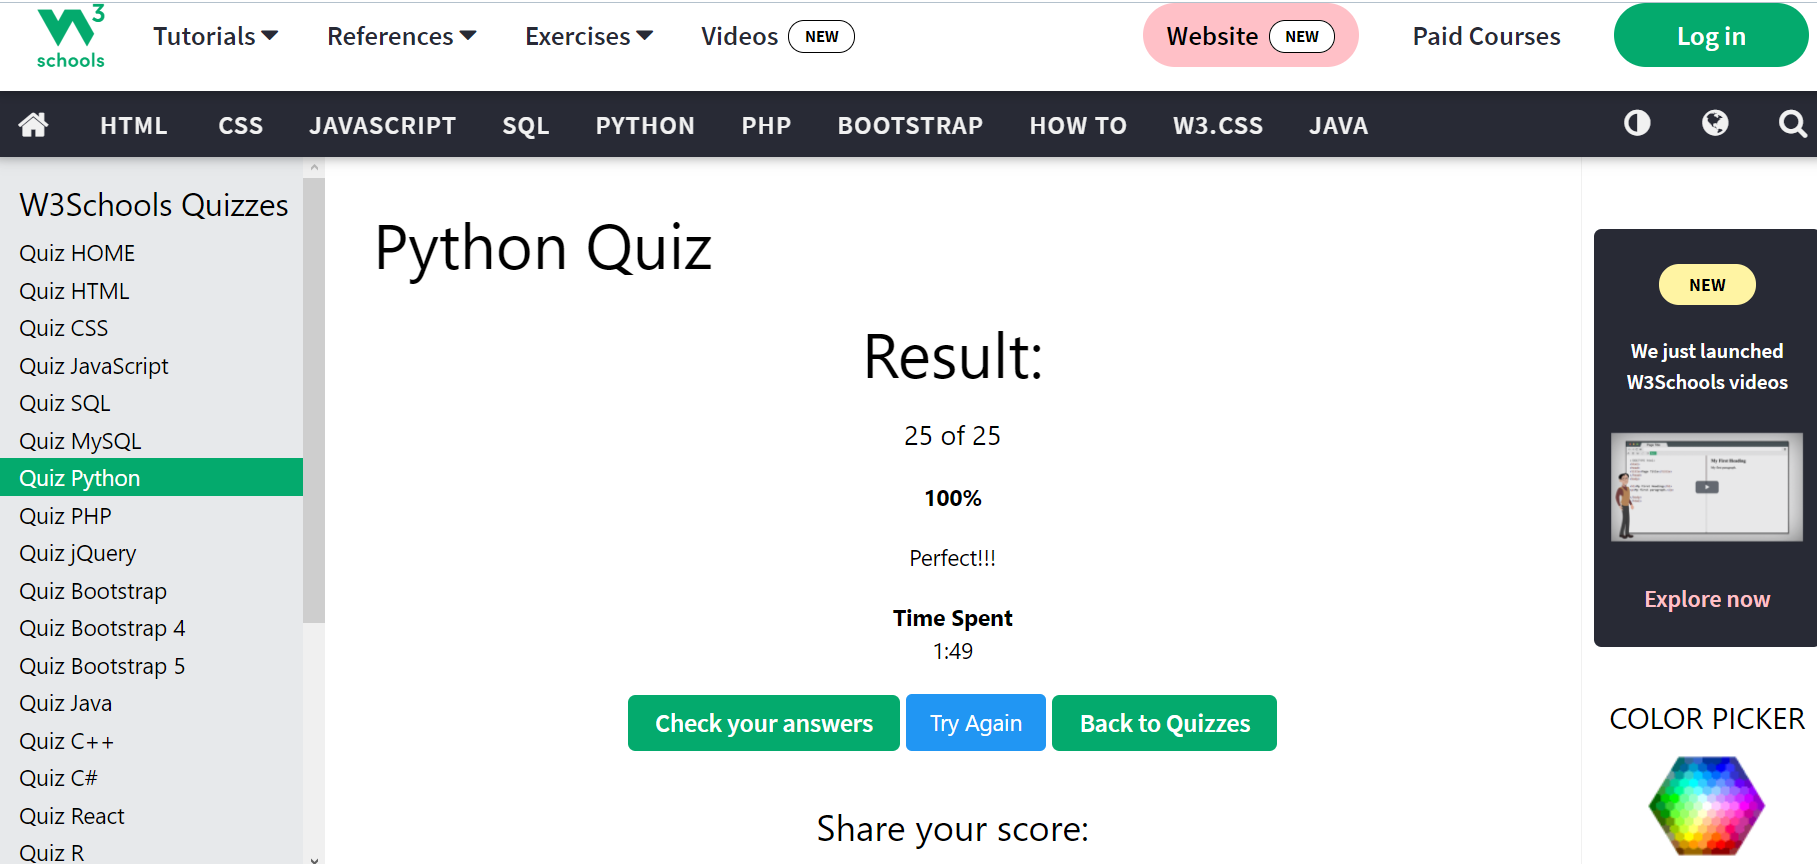 W3
schools
Tutorials
References
Exercises
Videos NEW
Website NEW
Paid Courses
Log in
HTML CSS JAVASCRIPT SQL PYTHON PHP BOOTSTRAP HOW TO W3.CSS JAVA
W3Schools Quizzes
Quiz HOME
Quiz HTML
Quiz CSS
Quiz JavaScript
Quiz SQL
Quiz MySQL
Quiz Python
Quiz PHP
Quiz jQuery
Quiz Bootstrap
Quiz Bootstrap 4
Quiz Bootstrap 5
Quiz Java
Quiz C++
Quiz C#
Quiz React
Quiz R
Python Quiz
Result:
25 of 25
100%
Perfect!!!
Time Spent
1:49
Check your answers
Try Again
Back to Quizzes
Share your score:
NEW
We just launched
W3Schools videos
My First Heading
Explore now
COLOR PICKER